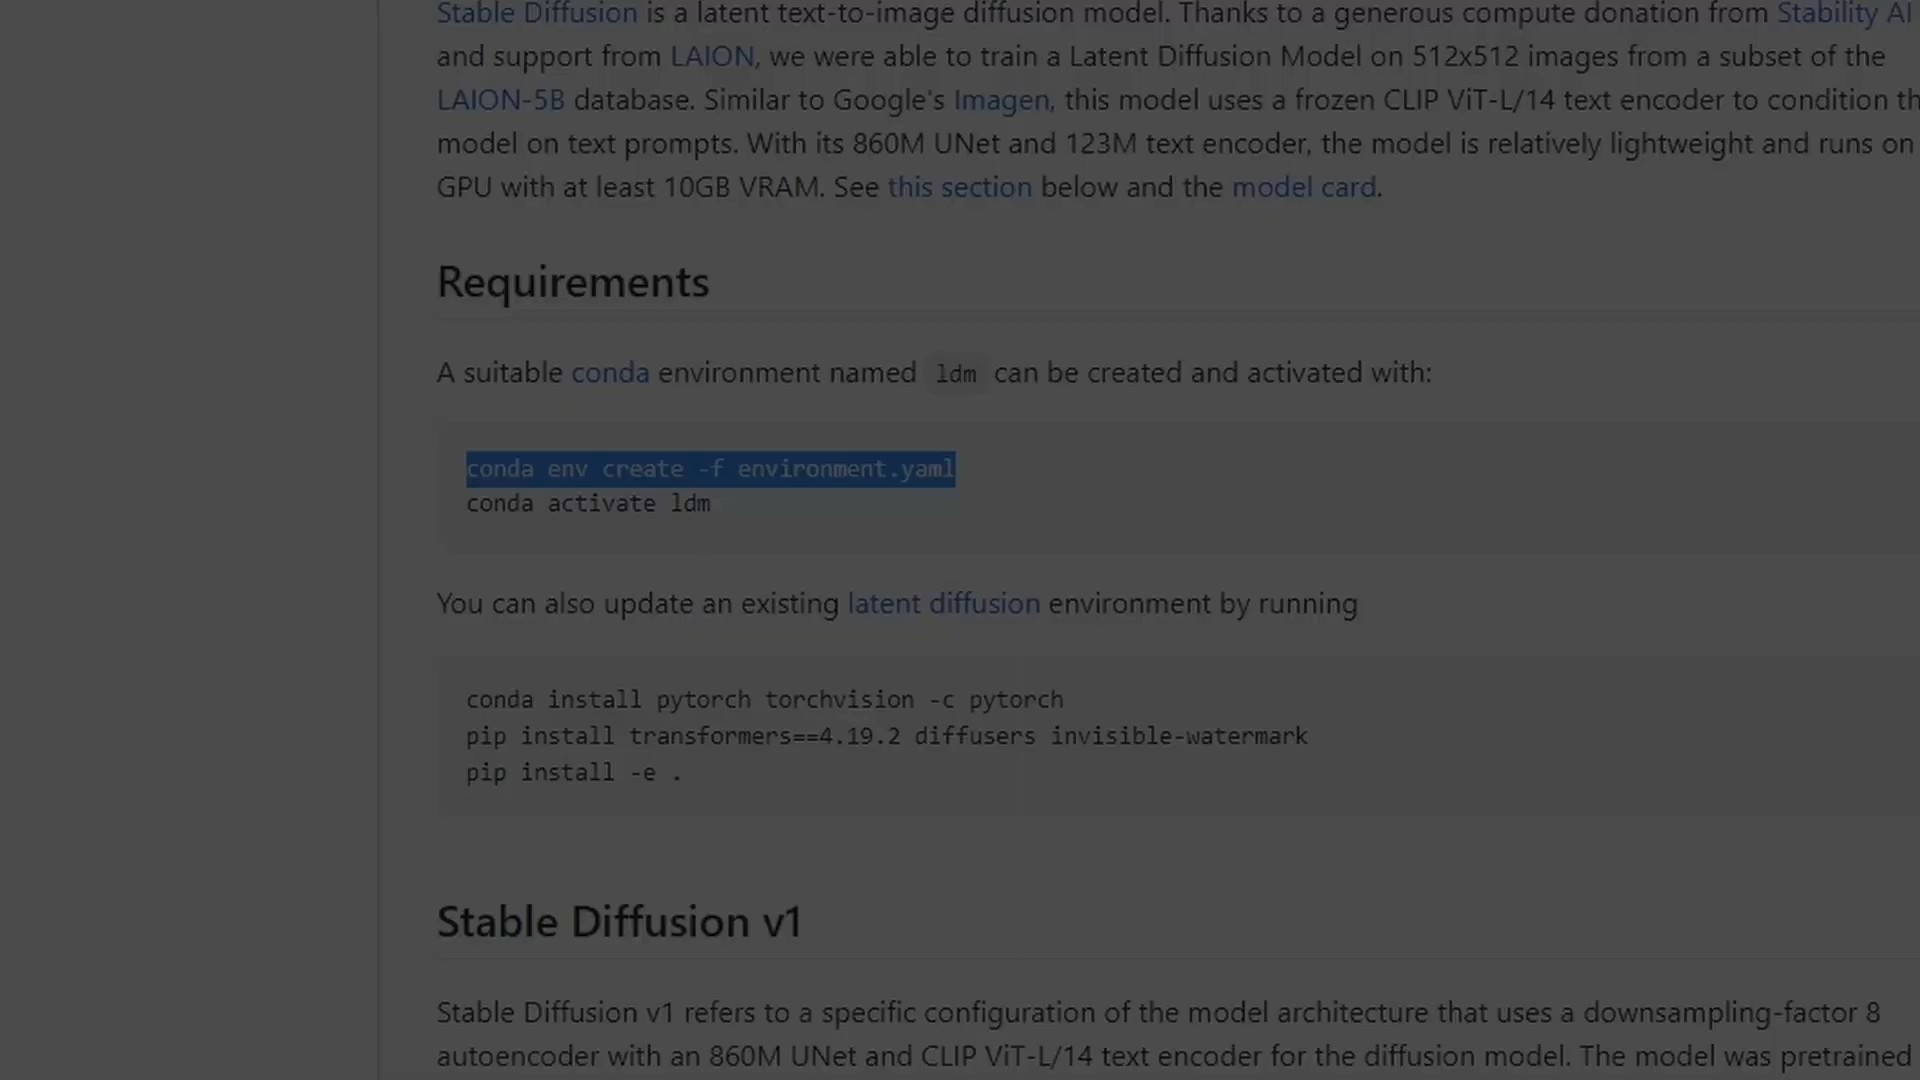 Stable Diffusion is a latent text-to-image diffusion model. Thanks to a generous compute donation from Stability AI
and support from LAION, we were able to train a Latent Diffusion Model on 512x512 images from a subset of the
LAION-5B database. Similar to Google's Imagen, this model uses a frozen CLIP ViT-L/14 text encoder to condition th
model on text prompts. With its 860M UNet and 123M text encoder, the model is relatively lightweight and runs on
GPU with at least 10GB VRAM. See this section below and the model card.
Requirements
A suitable conda environment named ldm can be created and activated with:
conda env create -f environment.yaml
conda activate ldm
You can also update an existing latent diffusion environment by running
conda install pytorch torchvision -c pytorch
pip install transformers==4.19.2 diffusers invisible-watermark
pip install -e .
Stable Diffusion v1
Stable Diffusion v1 refers to a specific configuration of the model architecture that uses a downsampling-factor 8
autoencoder with an 860M UNet and CLIP ViT-L/14 text encoder for the diffusion model. The model was pretrained